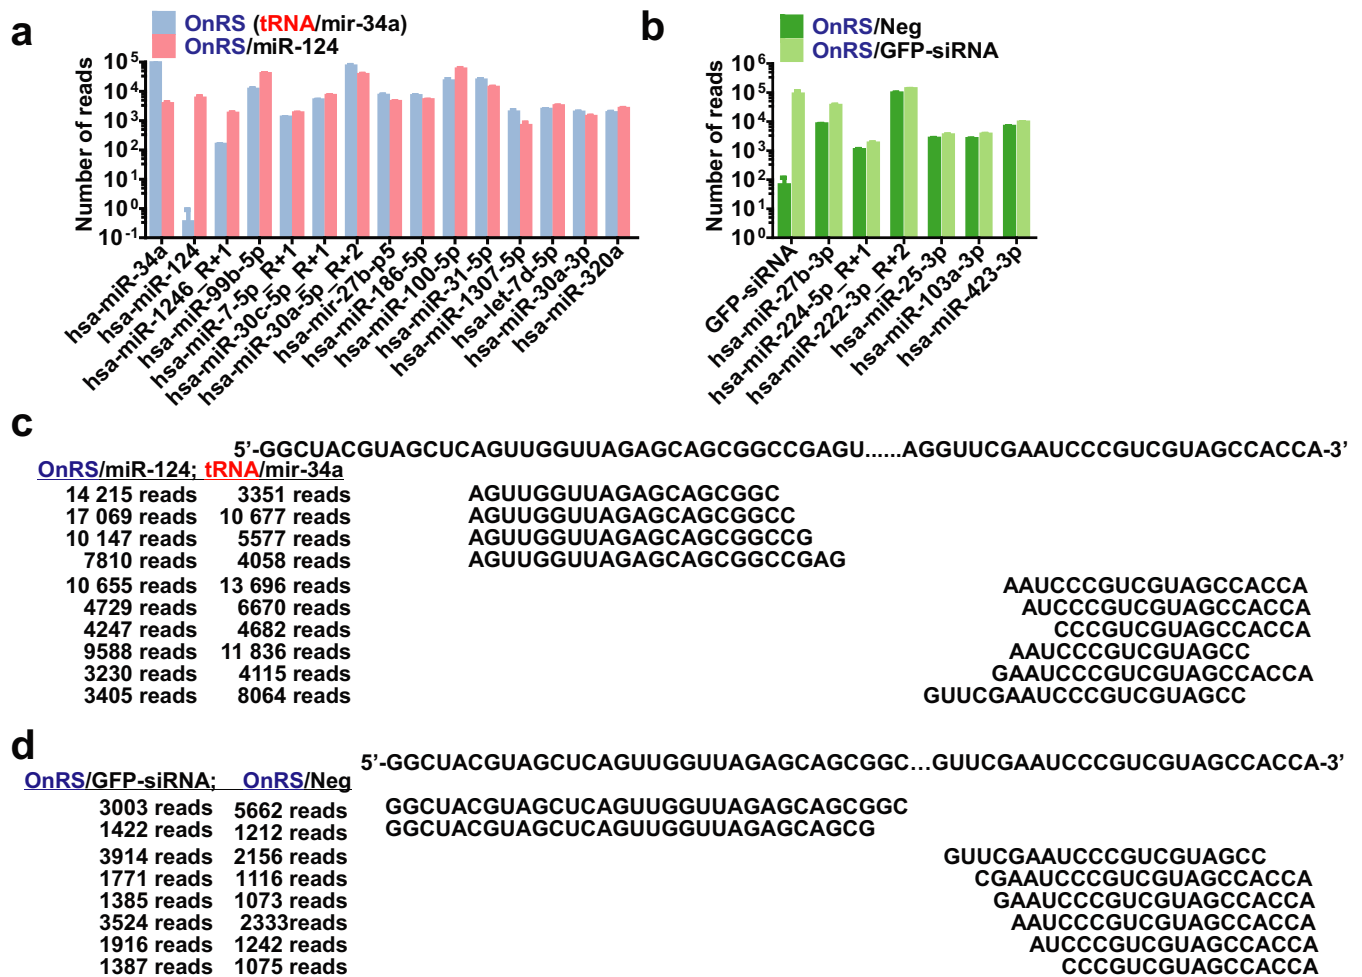 a
OnRS (tRNA/mir-34a)
OnRS/miR-124
Number of reads
10^5
10^4
10^3
10^2
10^1
10^0
10^-1
hsa-miR-34a
hsa-miR-124
hsa-miR-1246_R+1
hsa-miR-99b-5p
hsa-miR-7-5p_R+1
hsa-miR-30c-5p_R+1
hsa-miR-30a-5p_R+2
hsa-mir-27b-p5
hsa-miR-186-5p
hsa-miR-100-5p
hsa-miR-31-5p
hsa-miR-1307-5p
hsa-let-7d-5p
hsa-miR-30a-3p
hsa-miR-320a
b
OnRS/Neg
OnRS/GFP-siRNA
Number of reads
10^6
10^5
10^4
10^3
10^2
10^1
10^0
GFP-siRNA
hsa-miR-27b-3p
hsa-miR-224-5p_R+1
hsa-miR-222-3p_R+2
hsa-miR-25-3p
hsa-miR-103a-3p
hsa-miR-423-3p
c
5’-GGCUACGUAGCUCAGUUGGUUAGAGCAGCGGCCGAGU......AGGUUCGAAUCCCGUCGUAGCCACCA-3’
OnRS/miR-124; tRNA/mir-34a
14 215 reads 3351 reads AGUUGGUUAGAGCAGCGGC
17 069 reads 10 677 reads AGUUGGUUAGAGCAGCGGCC
10 147 reads 5577 reads AGUUGGUUAGAGCAGCGGCCG
7810 reads 4058 reads AGUUGGUUAGAGCAGCGGCCGAG
10 655 reads 13 696 reads AAUCCCGUCGUAGCCACCA
4729 reads 6670 reads AUCCCGUCGUAGCCACCA
4247 reads 4682 reads CCCGUCGUAGCCACCA
9588 reads 11 836 reads AAUCCCGUCGUAGCC
3230 reads 4115 reads GAAUCCCGUCGUAGCCACCA
3405 reads 8064 reads GUUCGAAUCCCGUCGUAGCC
d
5’-GGCUACGUAGCUCAGUUGGUUAGAGCAGCGGC...GUUCGAAUCCCGUCGUAGCCACCA-3’
OnRS/GFP-siRNA; OnRS/Neg
3003 reads 5662 reads GGCUACGUAGCUCAGUUGGUUAGAGCAGCGGC
1422 reads 1212 reads GGCUACGUAGCUCAGUUGGUUAGAGCAGCG
3914 reads 2156 reads GUUCGAAUCCCGUCGUAGCC
1771 reads 1116 reads CGAAUCCCGUCGUAGCCACCA
1385 reads 1073 reads GAAUCCCGUCGUAGCCACCA
3524 reads 2333reads AAUCCCGUCGUAGCCACCA
1916 reads 1242 reads AUCCCGUCGUAGCCACCA
1387 reads 1075 reads CCCGUCGUAGCCACCA